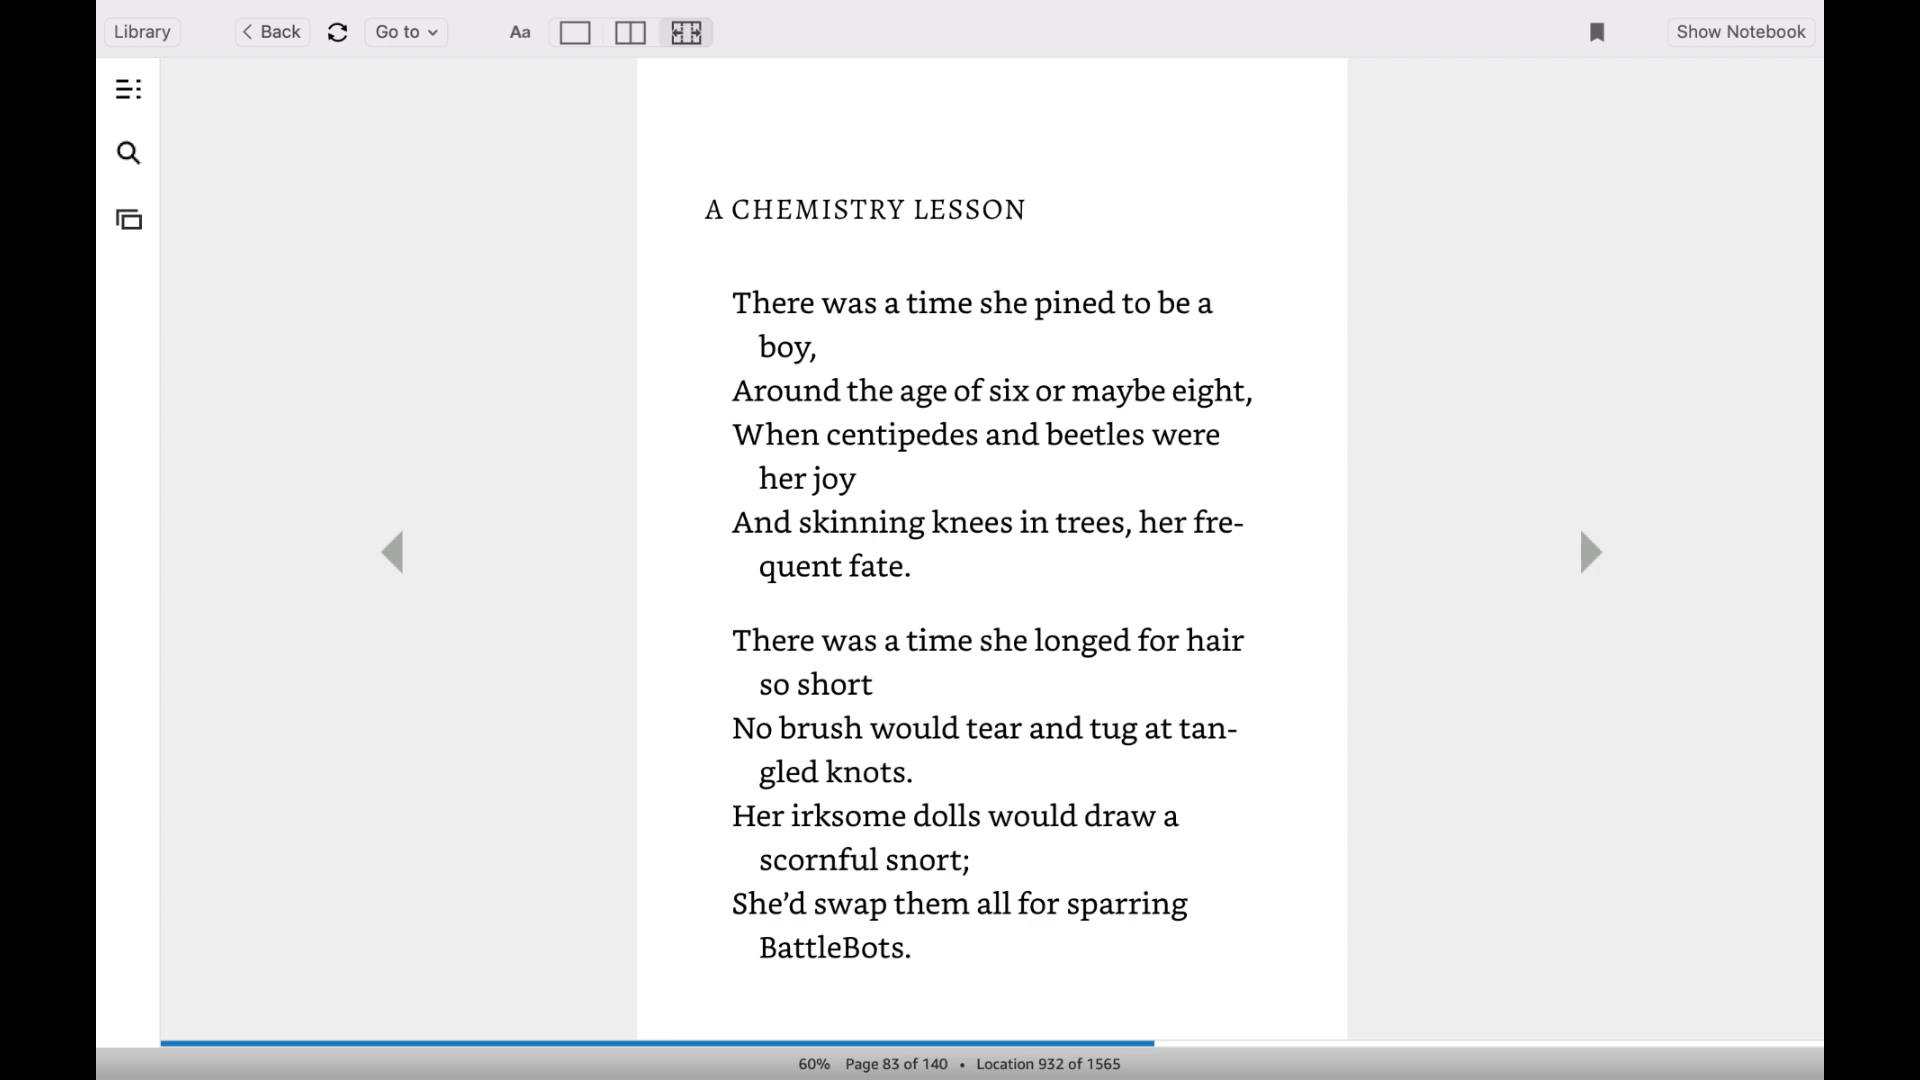 Library
Back
Go to
Aa
Show Notebook
A CHEMISTRY LESSON
There was a time she pined to be a
boy,
Around the age of six or maybe eight,
When centipedes and beetles were
her joy
And skinning knees in trees, her fre-
quent fate.
There was a time she longed for hair
so short
No brush would tear and tug at tan-
gled knots.
Her irksome dolls would draw a
scornful snort;
She’d swap them all for sparring
BattleBots.
60% Page 83 of 140 • Location 932 of 1565